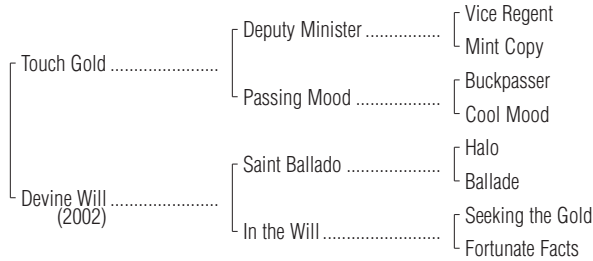 Vice Regent
Deputy Minister ................
Mint Copy
Touch Gold .......................
Buckpasser
Passing Mood ..................
Cool Mood
Halo
Saint Ballado ....................
Ballade
Devine Will .......................
(2002)
Seeking the Gold
In the Will .........................
Fortunate Facts